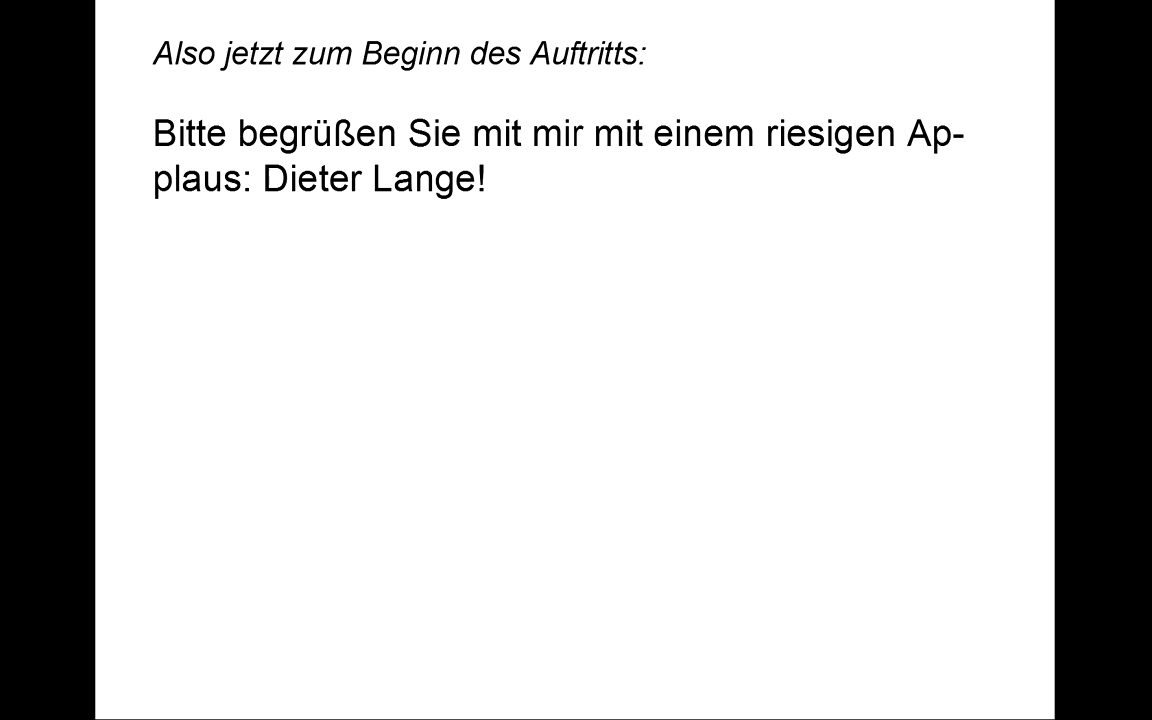 Also jetzt zum Beginn des Auftritts:
Bitte begrüßen Sie mit mir mit einem riesigen Ap-
plaus: Dieter Lange!